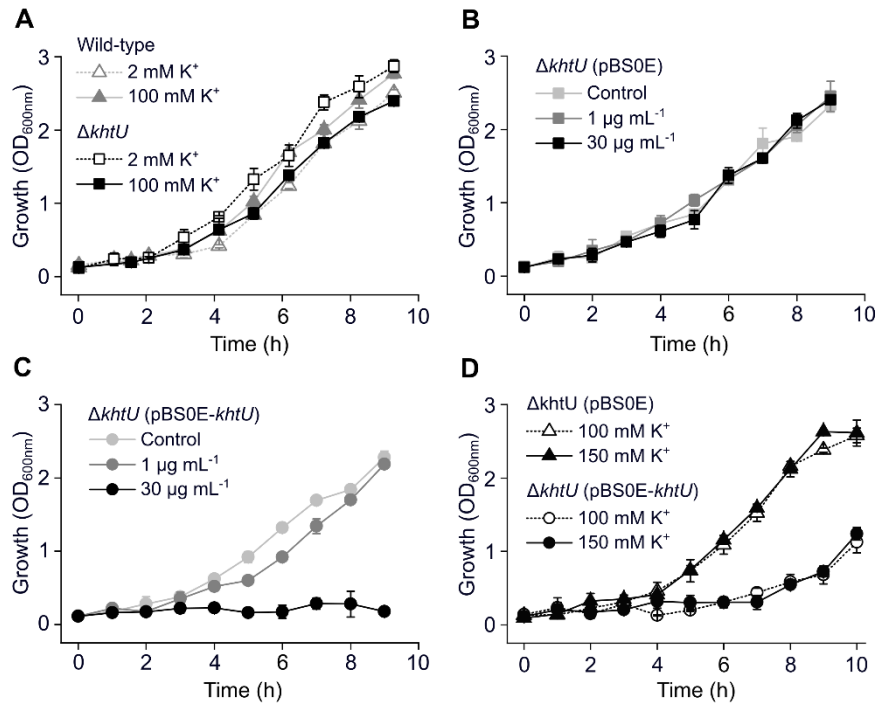 A
Wild-type
2 mM K⁺
100 mM K⁺
ΔkhtU
2 mM K⁺
100 mM K⁺
Growth (OD600nm)
3
2
1
0
0 2 4 6 8 10
Time (h)
B
ΔkhtU (pBS0E)
Control
1 µg mL⁻¹
30 µg mL⁻¹
Growth (OD600nm)
3
2
1
0
0 2 4 6 8 10
Time (h)
C
ΔkhtU (pBS0E-khtU)
Control
1 µg mL⁻¹
30 µg mL⁻¹
Growth (OD600nm)
3
2
1
0
0 2 4 6 8 10
Time (h)
D
ΔkhtU (pBS0E)
100 mM K⁺
150 mM K⁺
ΔkhtU (pBS0E-khtU)
100 mM K⁺
150 mM K⁺
Growth (OD600nm)
3
2
1
0
0 2 4 6 8 10
Time (h)